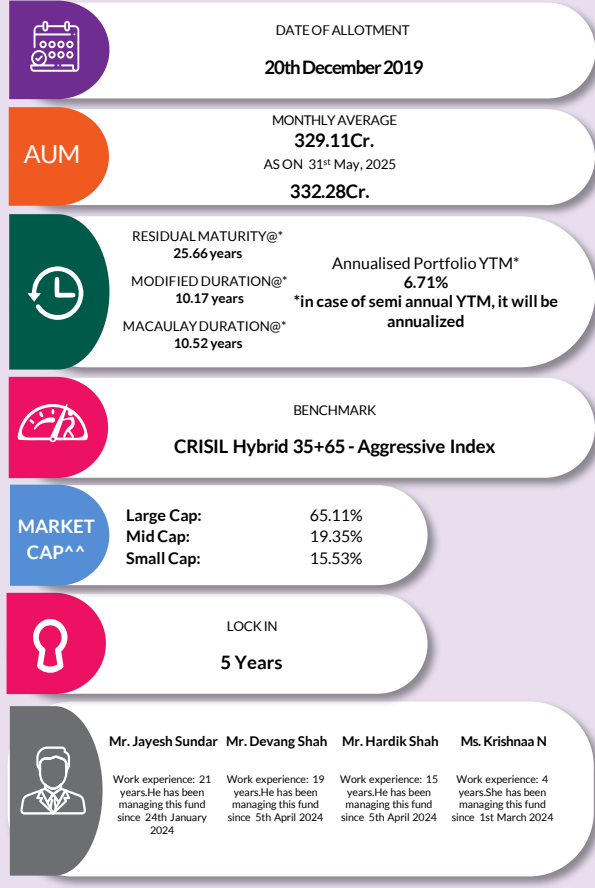 DATE OF ALLOTMENT
20th December 2019
AUM
MONTHLY AVERAGE
329.11Cr.
AS ON 31st May, 2025
332.28Cr.
RESIDUAL MATURITY@*
25.66 years
MODIFIED DURATION@*
10.17 years
MACAULAY DURATION@*
10.52 years
Annualised Portfolio YTM*
6.71%
*in case of semi annual YTM, it will be
annualized
BENCHMARK
CRISIL Hybrid 35+65 - Aggressive Index
MARKET
CAP^^
Large Cap: 65.11%
Mid Cap: 19.35%
Small Cap: 15.53%
LOCK IN
5 Years
Mr. Jayesh Sundar
Work experience: 21
years.He has been
managing this fund
since 24th January
2024
Mr. Devang Shah
Work experience: 19
years.He has been
managing this fund
since 5th April 2024
Mr. Hardik Shah
Work experience: 15
years.He has been
managing this fund
since 5th April 2024
Ms. Krishnaa N
Work experience: 4
years.She has been
managing this fund
since 1st March 2024